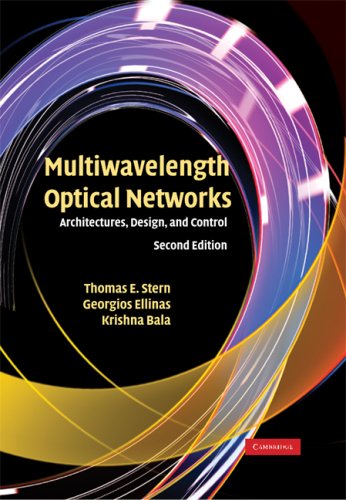 Multiwavelength
Optical Networks
Architectures, Design, and Control
Second Edition
Thomas E. Stern
Georgios Ellinas
Krishna Bala
CAMBRIDGE